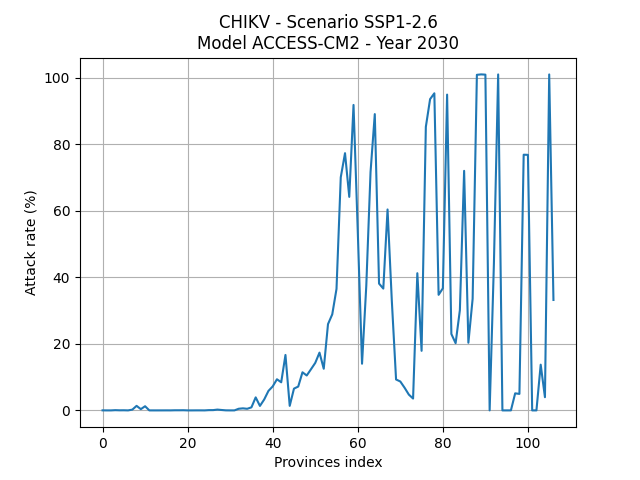 CHIKV - Scenario SSP1-2.6
Model ACCESS-CM2 - Year 2030
100
80
60
40
20
0
Attack rate (%)
0 20 40 60 80 100
Provinces index